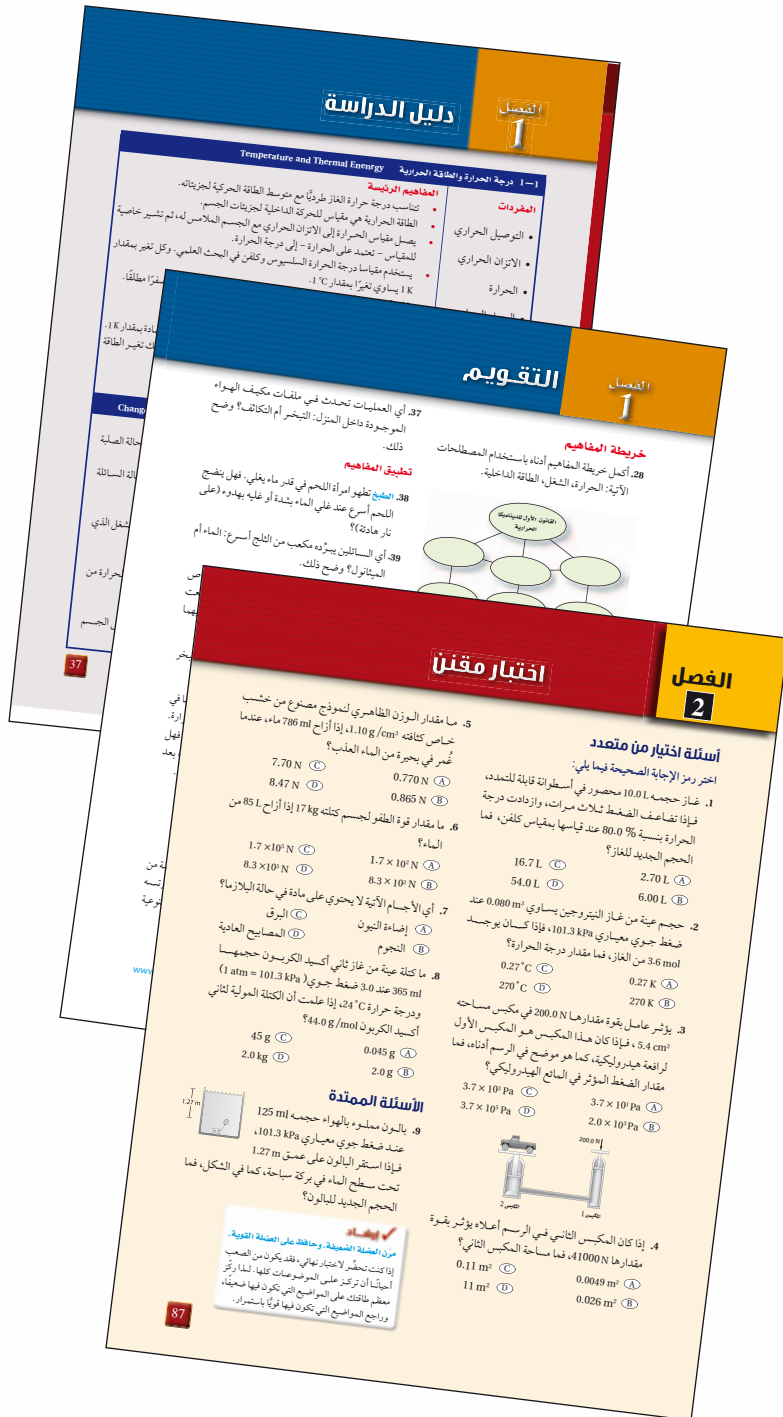 الفصل
1
دليل الدراسة
1—1 درجة الحرارة والطاقة الحرارية Temperature and Thermal Enenrgy
المفردات
• التوصيل الحراري
• الاتزان الحراري
• الحرارة
المفاهيم الرئيسة
• تتناسب درجة حرارة الغاز طرديًّا مع متوسط الطاقة الحركية لجزيئاته.
• الطاقة الحرارية هي مقياس للحركة الداخلية لجزيئات الجسم.
• يصل مقياس الحرارة إلى الاتزان الحراري مع الجسم الملامس له، ثم تشير خاصية
للمقياس – تعتمد على الحرارة – إلى درجة الحرارة.
• يستخدم مقياسا درجة الحرارة السلسيوس وكلفن في البحث العلمي. وكل تغير بمقدار
1 K يساوي تغيرًا بمقدار 1 °C.
صفرًا مطلقًا.
ادة بمقدار 1 K.
ك تغير الطاقة
Change
حالة الصلبة
الة السائلة
شغل الذي
لحرارة من
ل الجسم
37
الفصل
1
التقويم
خريطة المفاهيم
28. أكمل خريطة المفاهيم أدناه باستخدام المصطلحات
الآتية: الحرارة، الشغل، الطاقة الداخلية.
القانون الأول للديناميكا
الحرارية
37. أي العمليات تحدث في ملفات مكيف الهواء
الموجودة داخل المنزل: التبخر أم التكاثف؟ وضح
ذلك.
تطبيق المفاهيم
38. الطبخ تطهو امرأة اللحم في قدر ماء يغلي. فهل ينضج
اللحم أسرع عند غلي الماء بشدة أو غليه بهدوء (على
نار هادئة)؟
39. أي السائلين يبرّده مكعب من الثلج أسرع: الماء أم
الميثانول؟ وضح ذلك.
www
الفصل
2
اختبار مقنن
أسئلة اختيار من متعدد
اختر رمز الإجابة الصحيحة فيما يلي:
1. غاز حجمه 10.0 L محصور في أسطوانة قابلة للتمدد،
فإذا تضاعف الضغط ثلاث مرات، وازدادت درجة
الحرارة بنسبة % 80.0 عند قياسها بمقياس كلفن، فما
الحجم الجديد للغاز؟
A 2.70 L C 16.7 L
B 6.00 L D 54.0 L
2. حجم عينة من غاز النيتروجين يساوي 0.080 m³ عند
ضغط جوي معياري 101.3 kPa، فإذا كان يوجد
3.6 mol من الغاز، فما مقدار درجة الحرارة؟
A 0.27 K C 0.27˚C
B 270 K D 270˚C
3. يؤثر عامل بقوة مقدارها 200.0 N في مكبس مساحته
5.4 cm²، فإذا كان هذا المكبس هو المكبس الأول
لرافعة هيدروليكية، كما هو موضح في الرسم أدناه، فما
مقدار الضغط المؤثر في المائع الهيدروليكي؟
A 3.7 × 10¹ Pa C 3.7 × 10³ Pa
B 2.0 × 10³ Pa D 3.7 × 10⁵ Pa
200.0 N
المكبس 1
المكبس 2
4. إذا كان المكبس الثاني في الرسم أعلاه يؤثر بقوة
مقدارها 41000 N، فما مساحة المكبس الثاني؟
A 0.0049 m² C 0.11 m²
B 0.026 m² D 11 m²
5. ما مقدار الوزن الظاهري لنموذج مصنوع من خشب
خاص كثافته 1.10 g /cm³، إذا أزاح 786 ml ماء، عندما
غُمر في بحيرة من الماء العذب؟
A 0.770 N C 7.70 N
B 0.865 N D 8.47 N
6. ما مقدار قوة الطفو لجسم كتلته 17 kg إذا أزاح 85 L من
الماء؟
A 1.7 × 10² N C 1.7 ×10⁵ N
B 8.3 × 10² N D 8.3 ×10⁵ N
7. أي الأجسام الآتية لا يحتوي على مادة في حالة البلازما؟
A إضاءة النيون C البرق
B النجوم D المصابيح العادية
8. ما كتلة عينة من غاز ثاني أكسيد الكربون حجمها
365 ml عند 3.0 ضغط جوي( 1 atm = 101.3 kPa )
ودرجة حرارة 24˚C، إذا علمت أن الكتلة المولية لثاني
أكسيد الكربون 44.0 g /mol؟
A 0.045 g C 45 g
B 2.0 g D 2.0 kg
الأسئلة الممتدة
9. بالون مملوء بالهواء حجمه 125 ml
عند ضغط جوي معياري 101.3 kPa،
فإذا استقر البالون على عمق 1.27 m
تحت سطح الماء في بركة سباحة، كما في الشكل، فما
الحجم الجديد للبالون؟
1.27 m
إرشاد
مرّن العضلة الضعيفة.. وحافظ على العضلة القوية.
إذا كنت تحضّر لاختبار نهائي، فقد يكون من الصعب
أحيانًا أن تركز على الموضوعات كلها. لذا ركّز
معظم طاقتك على المواضيع التي تكون فيها ضعيفًا،
وراجع المواضيع التي تكون فيها قويًّا باستمرار.
87